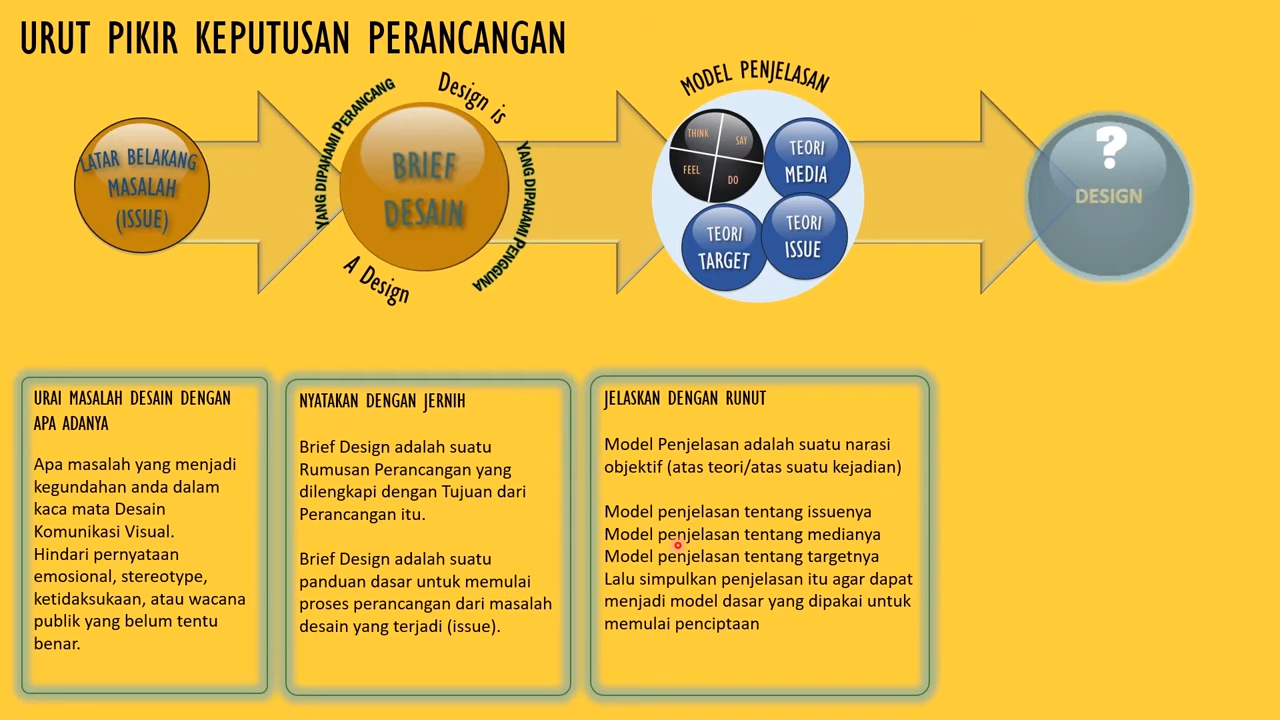 URUT PIKIR KEPUTUSAN PERANCANGAN
LATAR BELAKANG
MASALAH
(ISSUE)
YANG DIPAHAMI PERANCANG
Design is
BRIEF
DESAIN
YANG DIPAHAMI PENGGUNA
A Design
MODEL PENJELASAN
THINK
SAY
FEEL
DO
TEORI
MEDIA
TEORI
TARGET
TEORI
ISSUE
?
DESIGN
URAI MASALAH DESAIN DENGAN
APA ADANYA
Apa masalah yang menjadi
kegundahan anda dalam
kaca mata Desain
Komunikasi Visual.
Hindari pernyataan
emosional, stereotype,
ketidaksukaan, atau wacana
publik yang belum tentu
benar.
NYATAKAN DENGAN JERNIH
Brief Design adalah suatu
Rumusan Perancangan yang
dilengkapi dengan Tujuan dari
Perancangan itu.
Brief Design adalah suatu
panduan dasar untuk memulai
proses perancangan dari masalah
desain yang terjadi (issue).
JELASKAN DENGAN RUNUT
Model Penjelasan adalah suatu narasi
objektif (atas teori/atas suatu kejadian)
Model penjelasan tentang issuenya
Model penjelasan tentang medianya
Model penjelasan tentang targetnya
Lalu simpulkan penjelasan itu agar dapat
menjadi model dasar yang dipakai untuk
memulai penciptaan